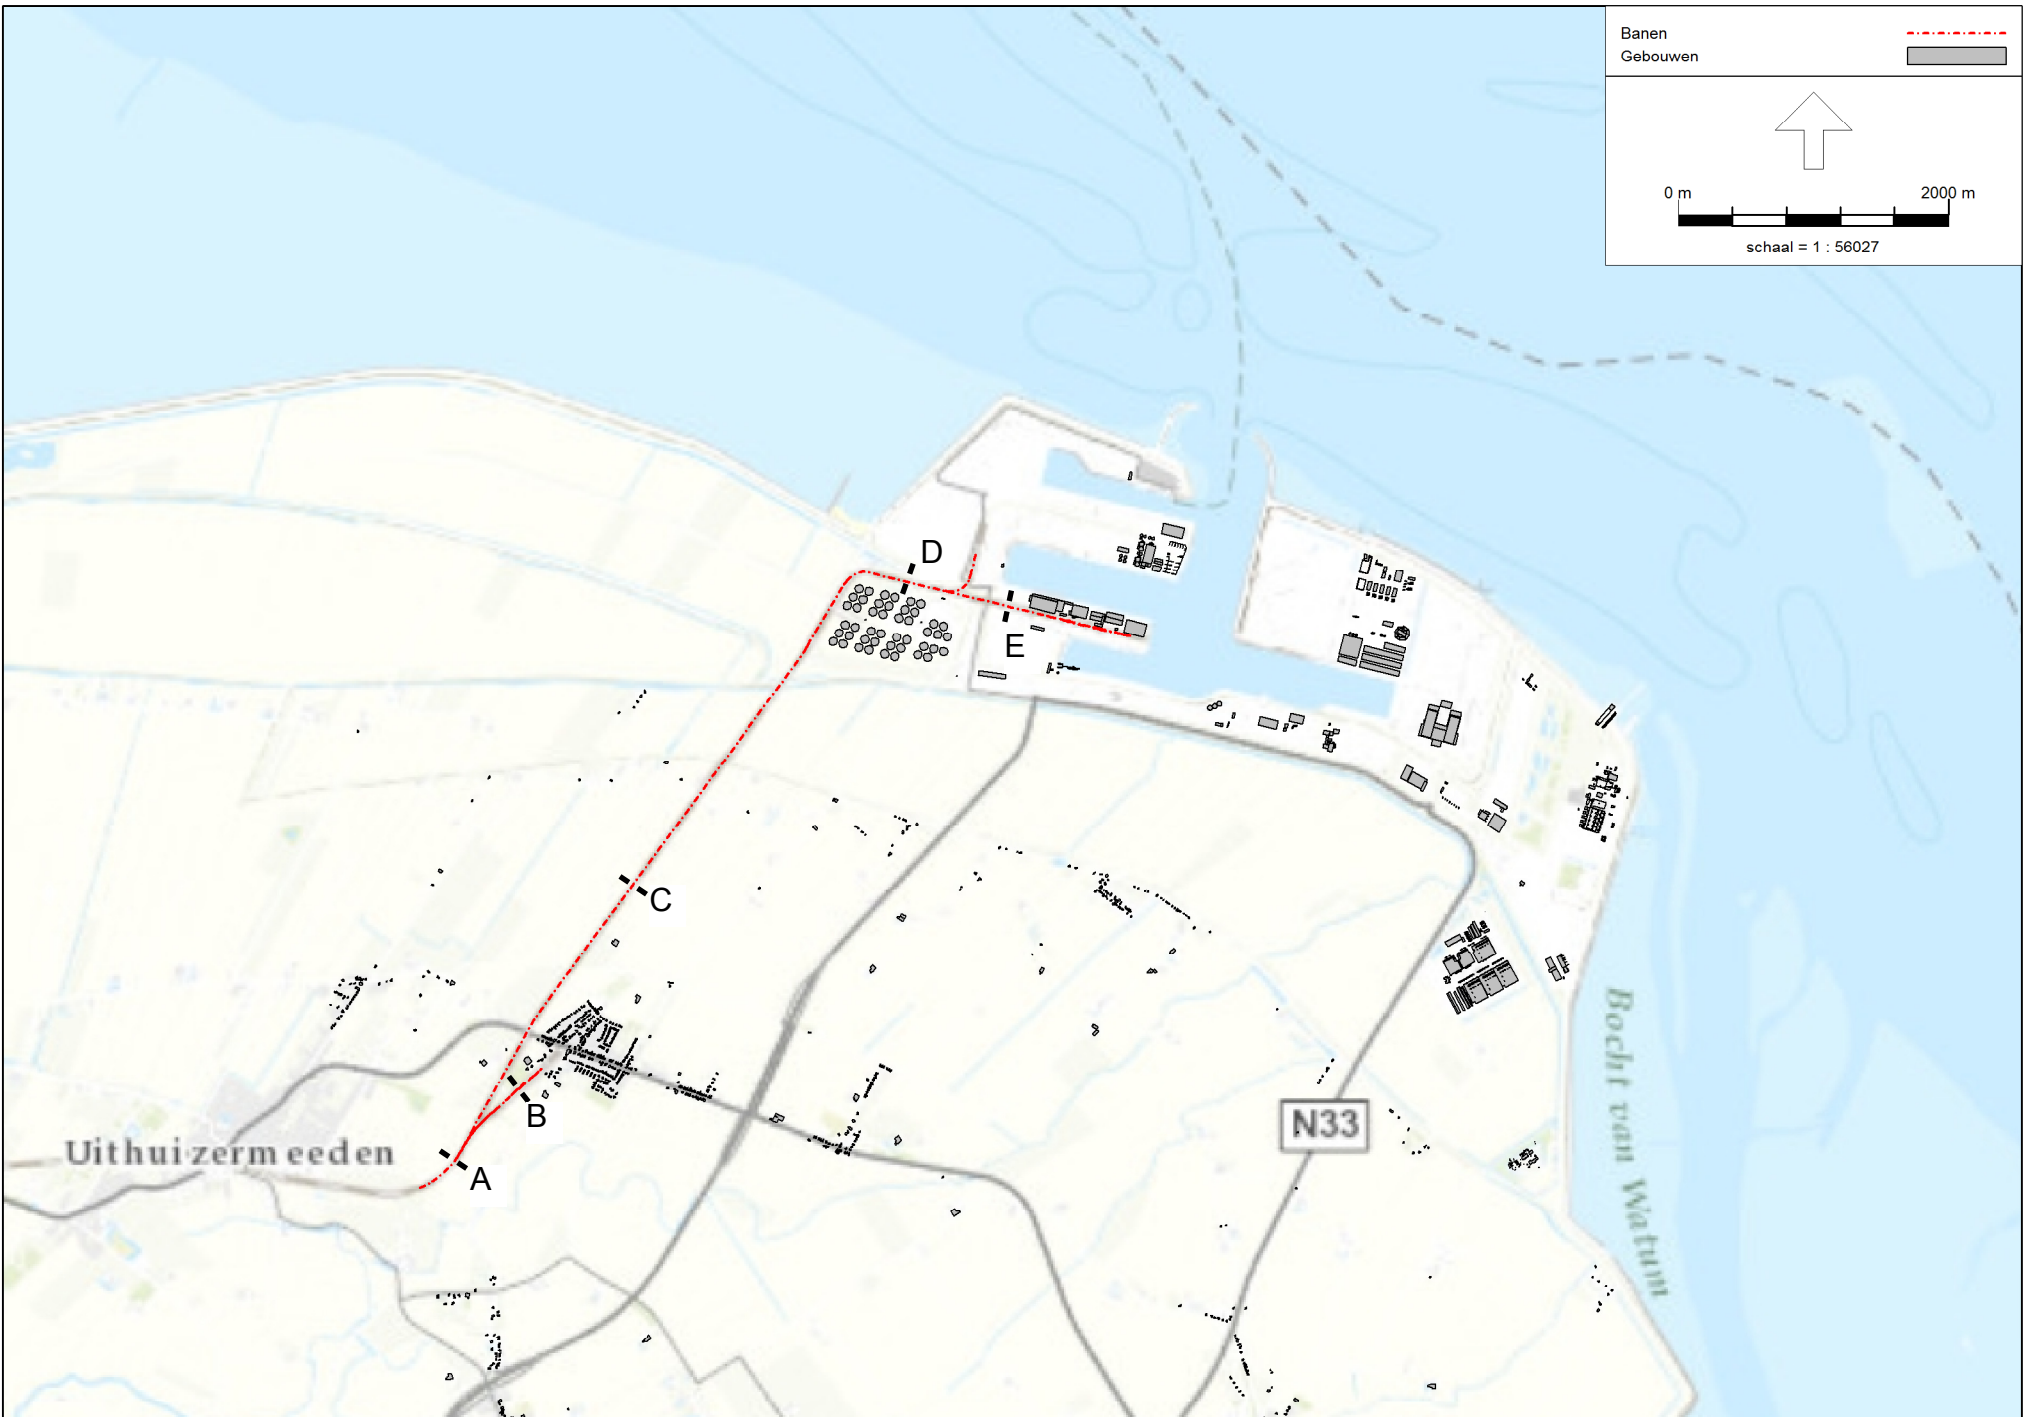 Banen
Gebouwen
0 m 2000 m
schaal = 1 : 56027
D
E
C
B
A
N33
Uithuizermeeden
Bocht van Watum